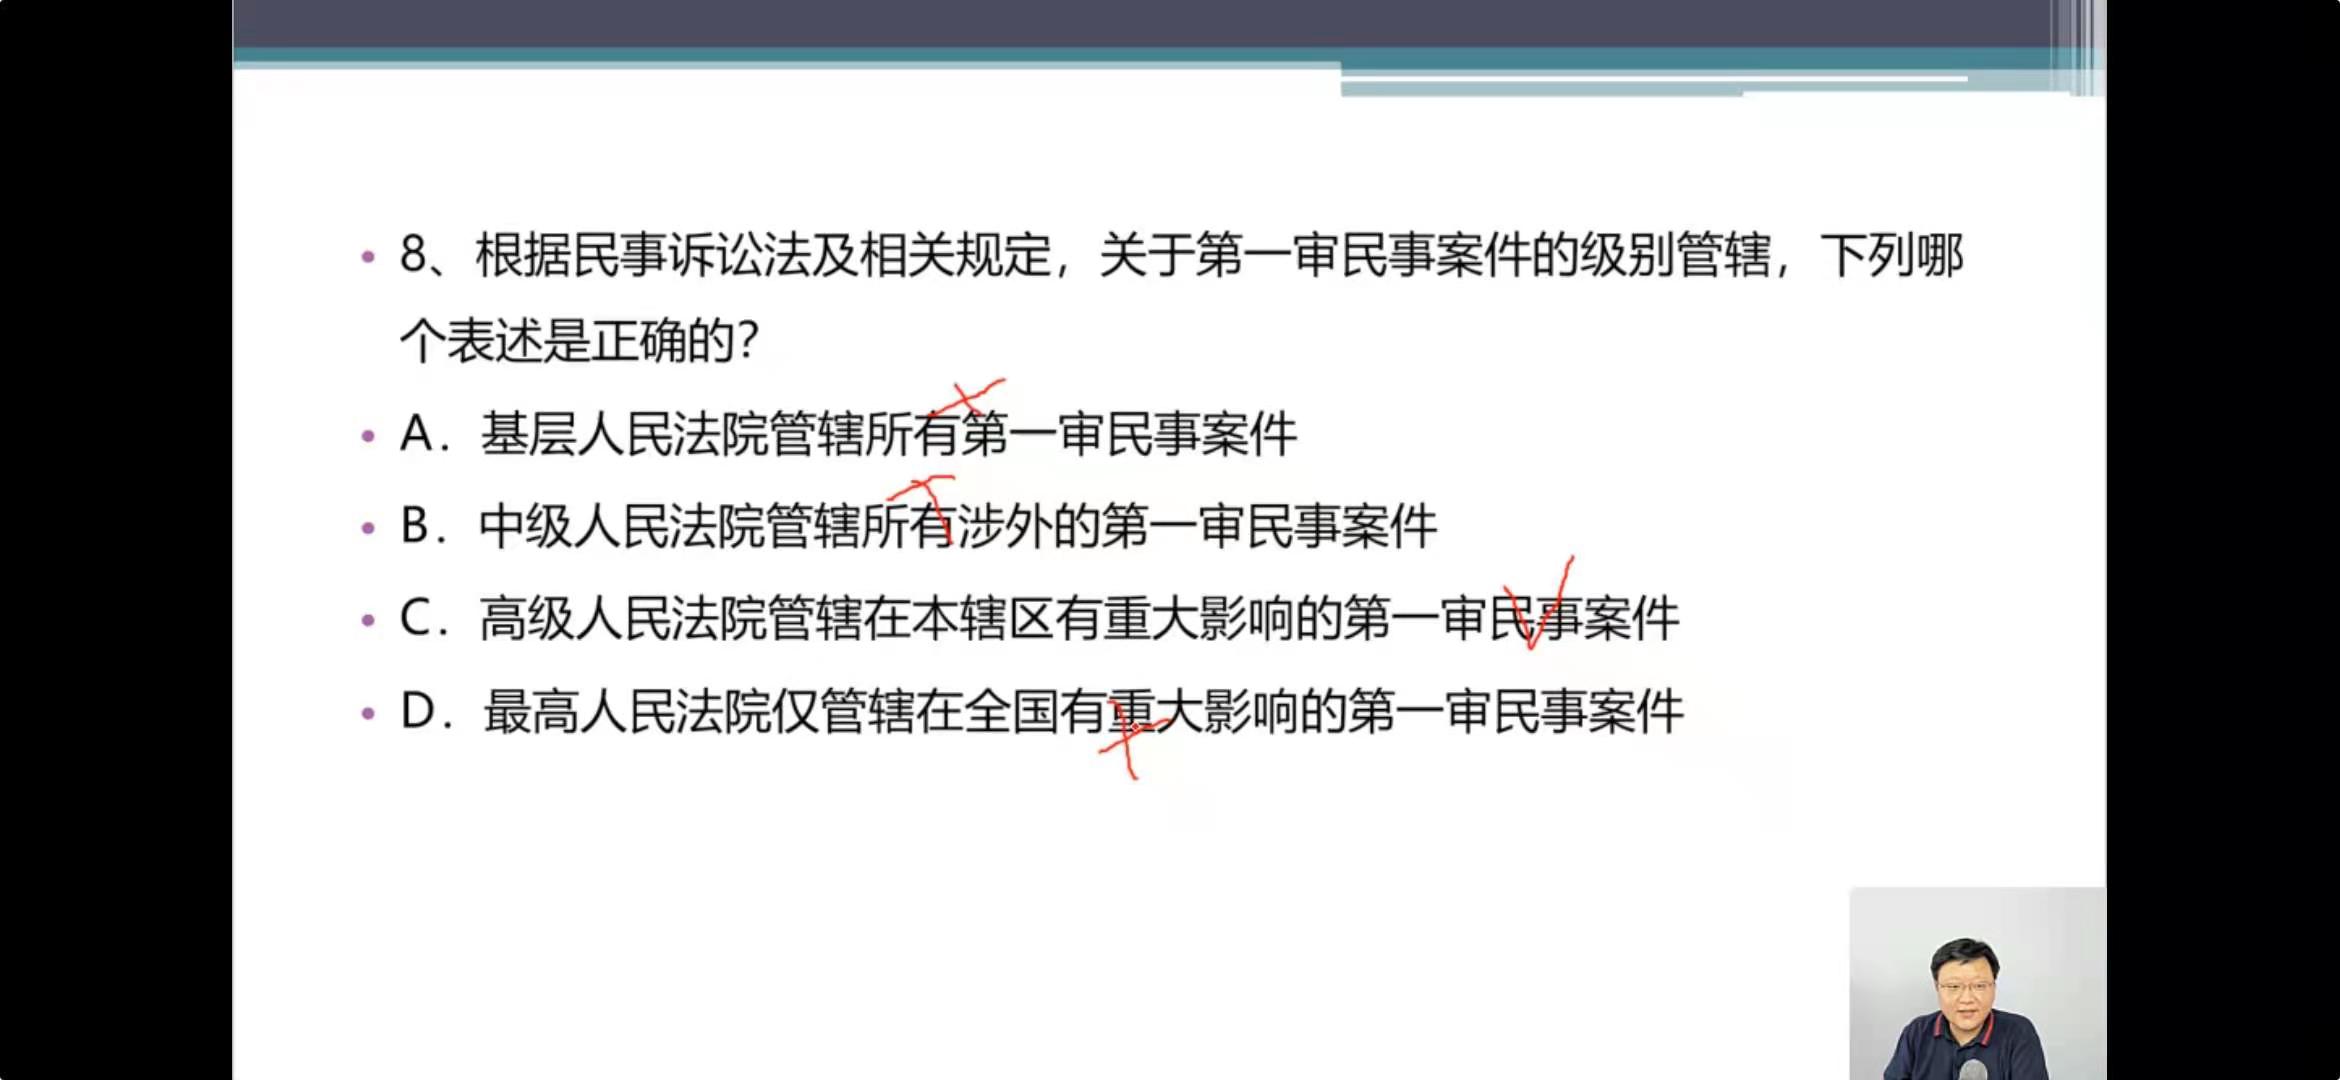 8、根据民事诉讼法及相关规定，关于第一审民事案件的级别管辖，下列哪
个表述是正确的？
A．基层人民法院管辖所有第一审民事案件
B．中级人民法院管辖所有涉外的第一审民事案件
C．高级人民法院管辖在本辖区有重大影响的第一审民事案件
D．最高人民法院仅管辖在全国有重大影响的第一审民事案件